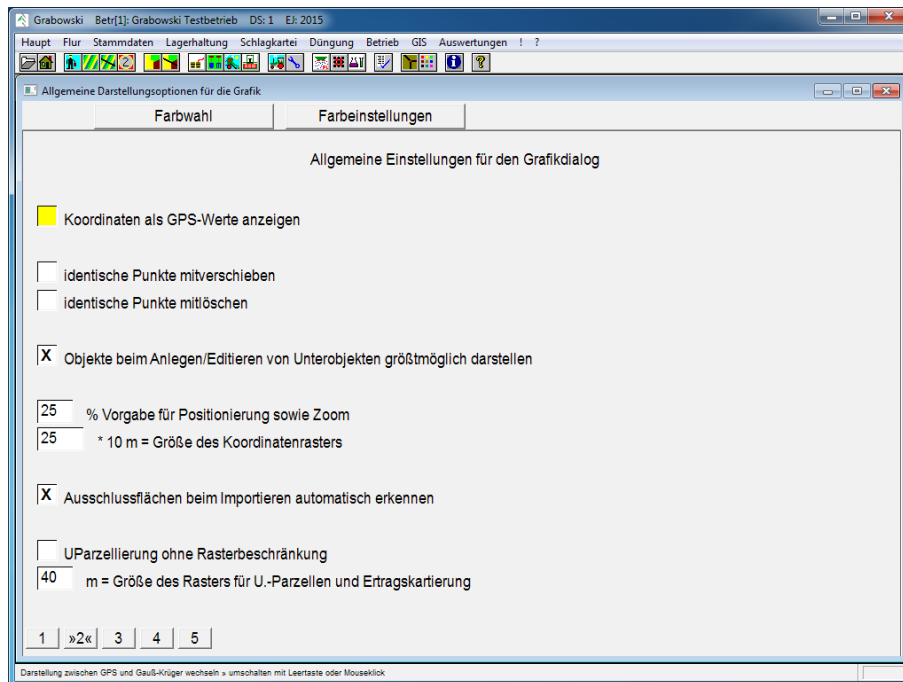 Grabowski Betr[1]: Grabowski Testbetrieb DS: 1 EJ: 2015
Haupt Flur Stammdaten Lagerhaltung Schlagkartei Düngung Betrieb GIS Auswertungen ! ?
Allgemeine Darstellungsoptionen für die Grafik
Farbwahl Farbeinstellungen
Allgemeine Einstellungen für den Grafikdialog
Koordinaten als GPS-Werte anzeigen
identische Punkte mitverschieben
identische Punkte mitlöschen
X Objekte beim Anlegen/Editieren von Unterobjekten größtmöglich darstellen
25 % Vorgabe für Positionierung sowie Zoom
25 * 10 m = Größe des Koordinatenrasters
X Ausschlussflächen beim Importieren automatisch erkennen
UParzellierung ohne Rasterbeschränkung
40 m = Größe des Rasters für U.-Parzellen und Ertragskartierung
1 »2« 3 4 5
Darstellung zwischen GPS und Gauß-Krüger wechseln » umschalten mit Leertaste oder Mouseklick